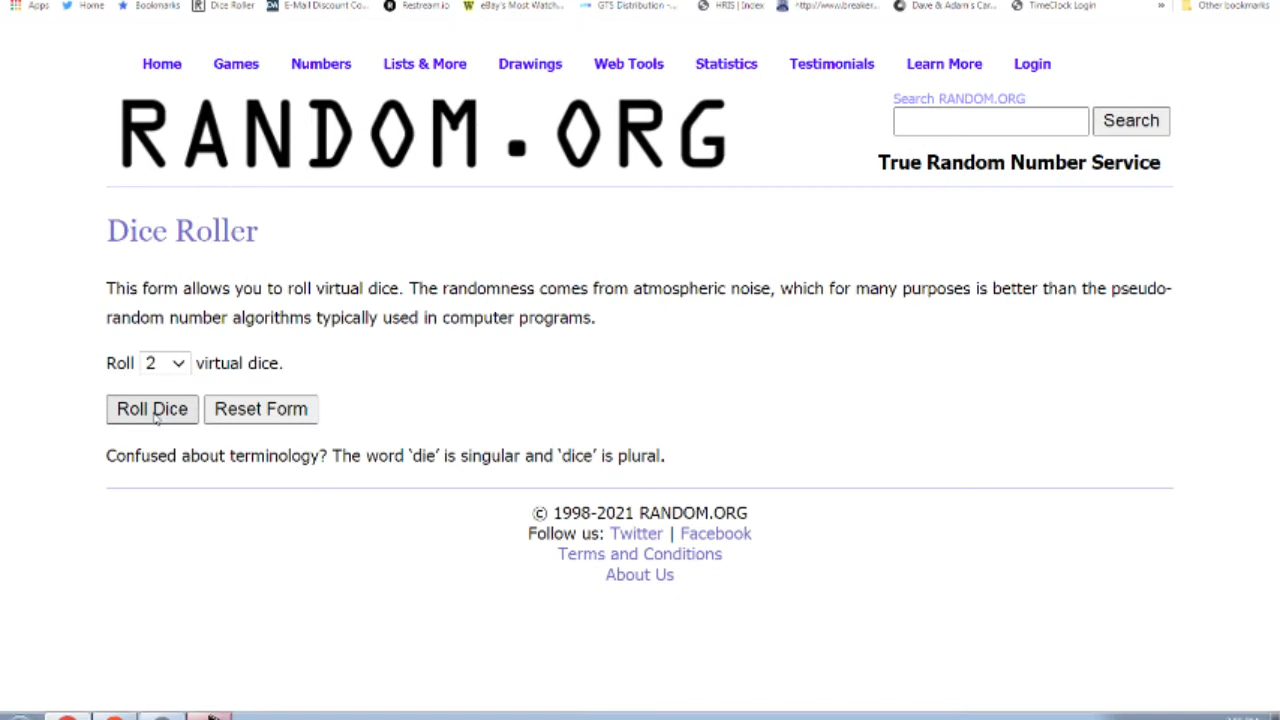 Apps Home Bookmarks Dice Roller E-Mail Discount Co... Restream.io eBay's Most Watch... GTS Distribution -... HRIS | Index http://www.breaker... Dave & Adam's Car... TimeClock Login » Other bookmarks
Home Games Numbers Lists & More Drawings Web Tools Statistics Testimonials Learn More Login
RANDOM.ORG
Search RANDOM.ORG
Search
True Random Number Service
Dice Roller
This form allows you to roll virtual dice. The randomness comes from atmospheric noise, which for many purposes is better than the pseudo-
random number algorithms typically used in computer programs.
Roll 2 virtual dice.
Roll Dice Reset Form
Confused about terminology? The word ‘die’ is singular and ‘dice’ is plural.
© 1998-2021 RANDOM.ORG
Follow us: Twitter | Facebook
Terms and Conditions
About Us